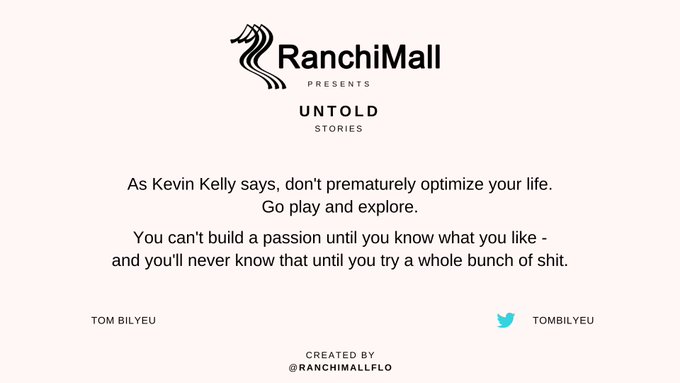 RanchiMall
PRESENTS
UNTOLD
STORIES
As Kevin Kelly says, don't prematurely optimize your life.
Go play and explore.
You can't build a passion until you know what you like -
and you'll never know that until you try a whole bunch of shit.
TOM BILYEU
TOMBILYEU
CREATED BY
@RANCHIMALLFLO